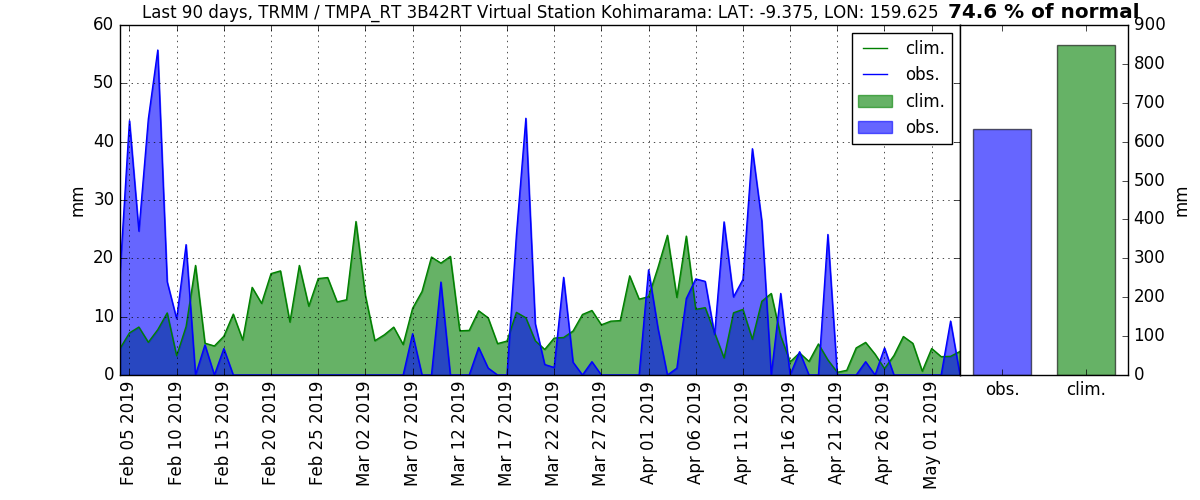 Last 90 days, TRMM / TMPA_RT 3B42RT Virtual Station Kohimarama: LAT: -9.375, LON: 159.625
74.6 % of normal
60
50
40
30
20
10
0
mm
clim.
obs.
clim.
obs.
Feb 05 2019
Feb 10 2019
Feb 15 2019
Feb 20 2019
Feb 25 2019
Mar 02 2019
Mar 07 2019
Mar 12 2019
Mar 17 2019
Mar 22 2019
Mar 27 2019
Apr 01 2019
Apr 06 2019
Apr 11 2019
Apr 16 2019
Apr 21 2019
Apr 26 2019
May 01 2019
900
800
700
600
500
400
300
200
100
0
mm
obs.
clim.